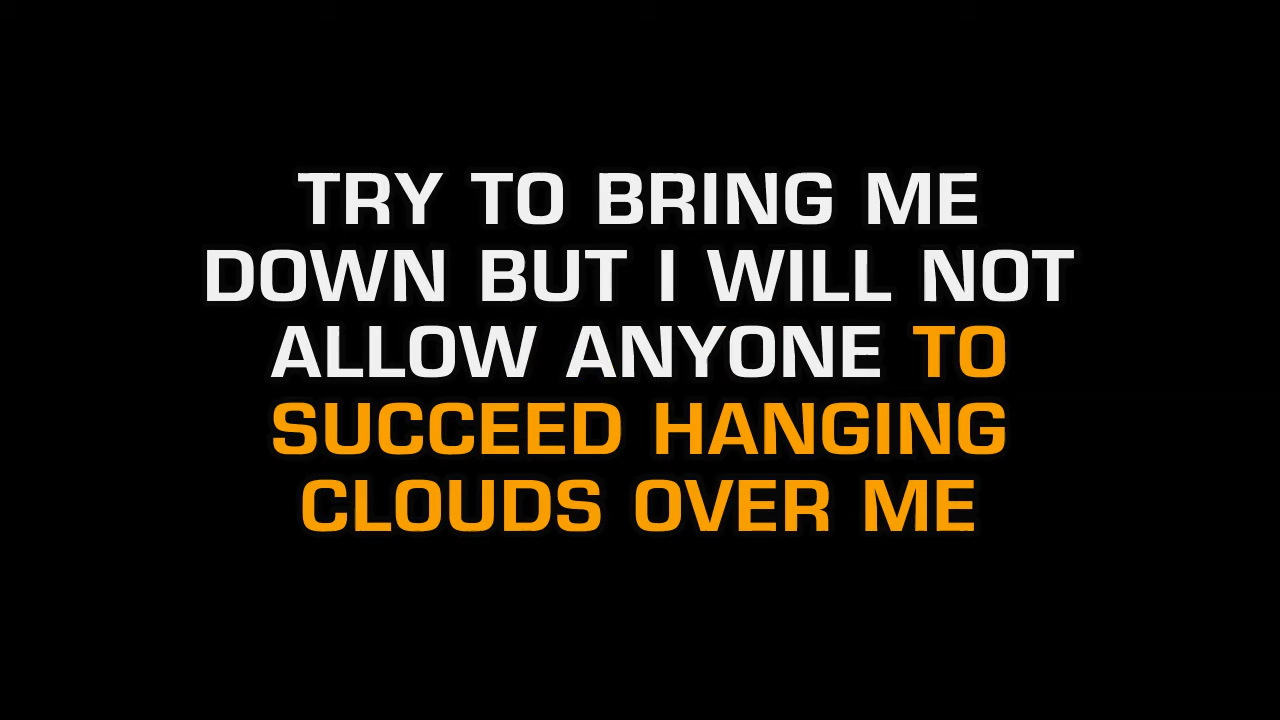 TRY TO BRING ME
DOWN BUT I WILL NOT
ALLOW ANYONE TO
SUCCEED HANGING
CLOUDS OVER ME